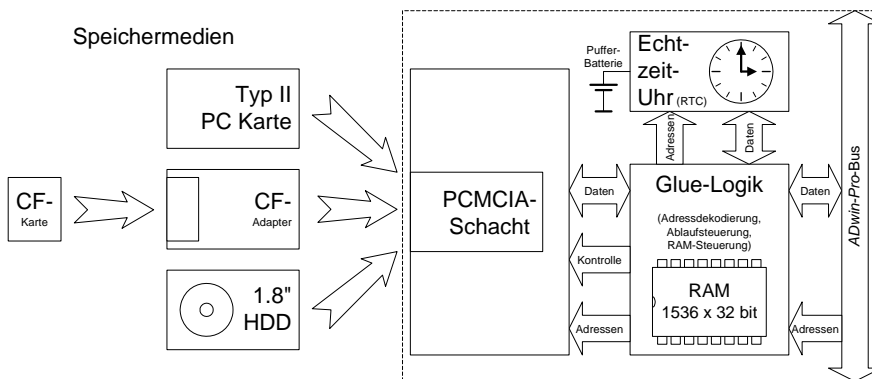 Speichermedien
Typ II
PC Karte
CF-
Karte
CF-
Adapter
1.8"
HDD
PCMCIA-
Schacht
Puffer-
Batterie
Echt-
zeit-
Uhr (RTC)
Adressen
Daten
Daten
Kontrolle
Adressen
Glue-Logik
(Adressdekodierung,
Ablaufsteuerung,
RAM-Steuerung)
RAM
1536 x 32 bit
Daten
Adressen
ADwin-Pro-Bus